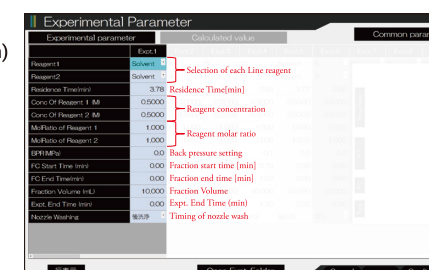 Experimental Parameter
Experimental parameter Calculated value Common para
n)
Expt.1
Reagent1 Solvent
Selection of each Line reagent
Reagent2 Solvent
Residence Time(min) 3.78 Residence Time[min]
Conc Of Reagent 1 (M) 0.5000
Reagent concentration
Conc Of Reagent 2 (M) 0.5000
MolRatio of Reagent 1 1.000
Reagent molar ratio
MolRatio of Reagent 2 1.000
BPR(MPa) 0.0 Back pressure setting
FC Start Time (min) 0.00 Fraction start time [min]
FC End Time(min) 0.00 Fraction end time [min]
Fraction Volume (mL) 10.000 Fraction Volume
Expt. End Time (min) 0.00 Expt. End Time (min)
Nozzle Washing 後洗浄 Timing of nozzle wash